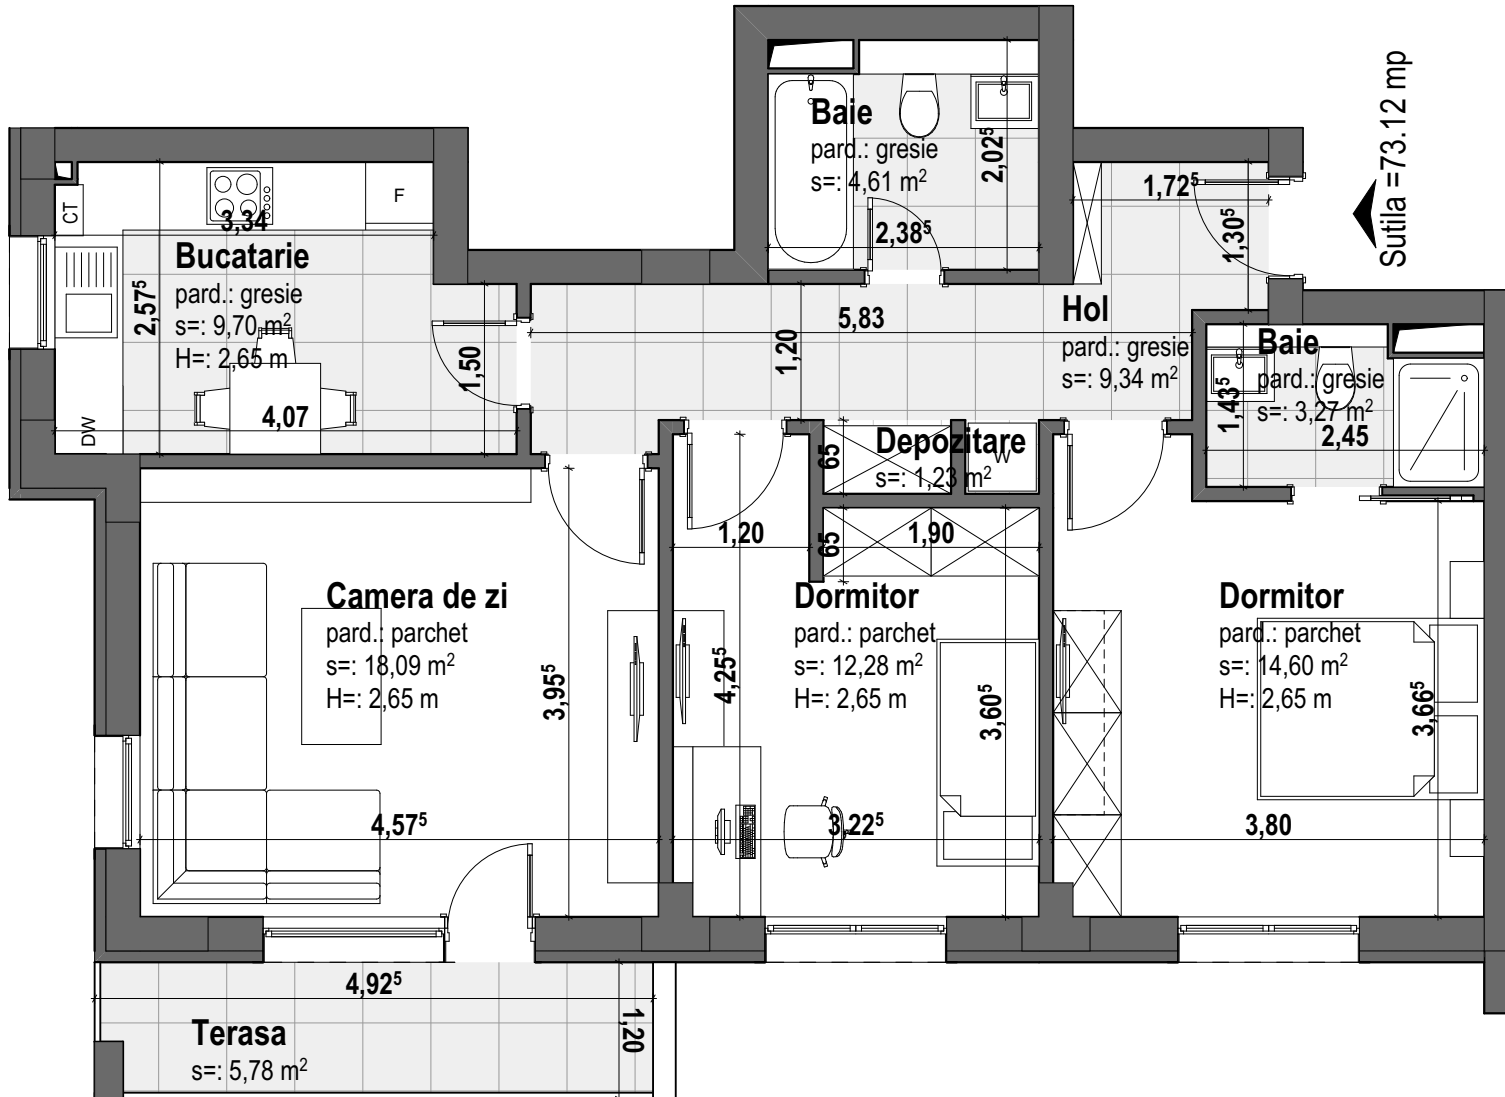 Baie
pard.: gresie
s=: 4,61 m²
2,02⁵
2,38⁵
1,72⁵
1,30⁵
Sutila =73.12 mp
CT
3,34
F
Bucatarie
pard.: gresie
s=: 9,70 m²
H=: 2,65 m
2,57⁵
1,50
4,07
DW
5,83
1,20
Hol
pard.: gresie
s=: 9,34 m²
Baie
pard.: gresie
s=: 3,27 m²
1,43⁵
2,45
Depozitare
s=: 1,23 m²
W
65
65
1,20
1,90
Camera de zi
pard.: parchet
s=: 18,09 m²
H=: 2,65 m
3,95⁵
4,57⁵
Dormitor
pard.: parchet
s=: 12,28 m²
H=: 2,65 m
4,25⁵
3,60⁵
3,22⁵
Dormitor
pard.: parchet
s=: 14,60 m²
H=: 2,65 m
3,66⁵
3,80
4,92⁵
1,20
Terasa
s=: 5,78 m²